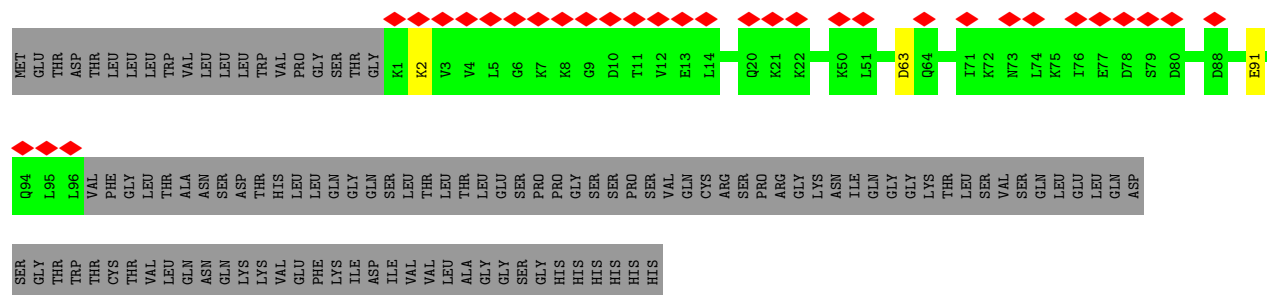 MET GLU THR ASP THR LEU LEU LEU TRP VAL LEU LEU LEU TRP VAL PRO GLY SER THR GLY K1 K2 V3 V4 L5 G6 K7 K8 G9 D10 T11 V12 E13 L14 Q20 K21 K22 K50 L51 D63 Q64 I71 K72 N73 L74 K75 I76 E77 D78 S79 D80 D88 E91
Q94 L95 L96 VAL PHE GLY LEU THR ALA ASN SER ASP THR HIS LEU LEU GLN GLY GLN SER LEU THR LEU THR LEU GLU SER PRO PRO GLY SER SER PRO SER VAL GLN CYS ARG SER PRO ARG GLY LYS ASN ILE GLN GLY GLY LYS THR LEU SER VAL SER GLN LEU GLU LEU GLN ASP
SER GLY THR TRP THR CYS THR VAL LEU GLN ASN GLN LYS LYS VAL GLU PHE LYS ILE ASP ILE VAL VAL LEU ALA GLY GLY SER GLY HIS HIS HIS HIS HIS HIS